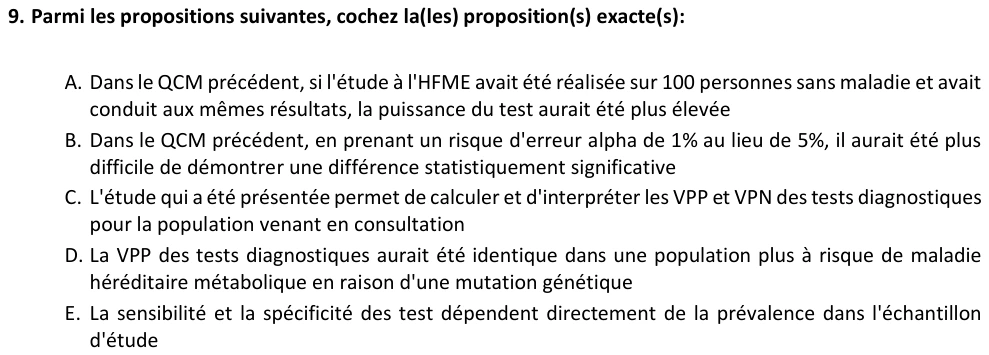 9. Parmi les propositions suivantes, cochez la(les) proposition(s) exacte(s):
A. Dans le QCM précédent, si l'étude à l'HFME avait été réalisée sur 100 personnes sans maladie et avait
conduit aux mêmes résultats, la puissance du test aurait été plus élevée
B. Dans le QCM précédent, en prenant un risque d'erreur alpha de 1% au lieu de 5%, il aurait été plus
difficile de démontrer une différence statistiquement significative
C. L'étude qui a été présentée permet de calculer et d'interpréter les VPP et VPN des tests diagnostiques
pour la population venant en consultation
D. La VPP des tests diagnostiques aurait été identique dans une population plus à risque de maladie
héréditaire métabolique en raison d'une mutation génétique
E. La sensibilité et la spécificité des test dépendent directement de la prévalence dans l'échantillon
d'étude